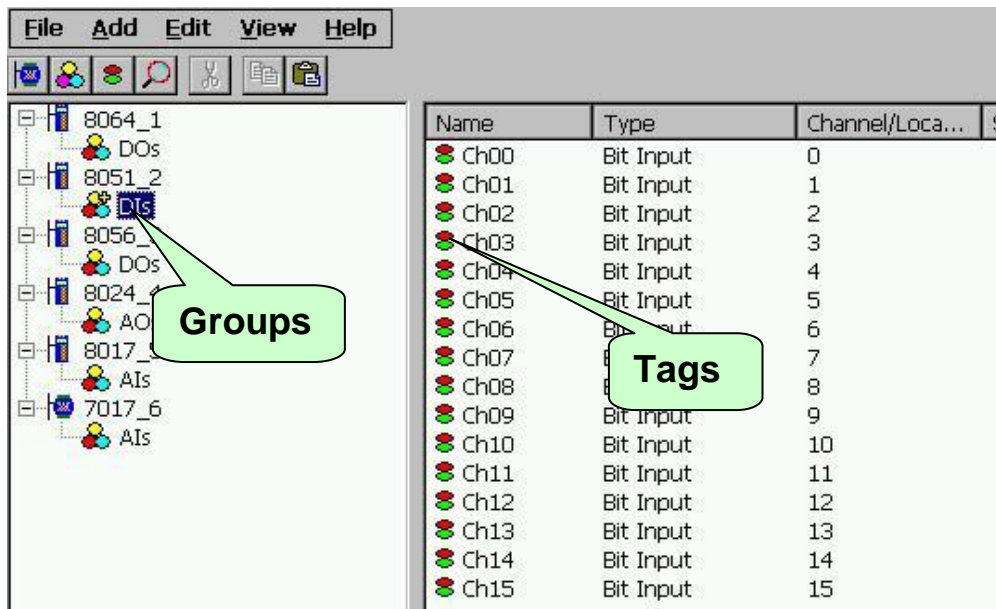 File Add Edit View Help
8064_1
DOs
8051_2
DIs
8056_
DOs
8024_
AO
8017_
AIs
7017_6
AIs
Groups
Name Type Channel/Loca...
Ch00 Bit Input 0
Ch01 Bit Input 1
Ch02 Bit Input 2
Ch03 Bit Input 3
Ch04 Bit Input 4
Ch05 Bit Input 5
Ch06 6
Ch07 7
Ch08 8
Ch09 Bit Input 9
Ch10 Bit Input 10
Ch11 Bit Input 11
Ch12 Bit Input 12
Ch13 Bit Input 13
Ch14 Bit Input 14
Ch15 Bit Input 15
Tags